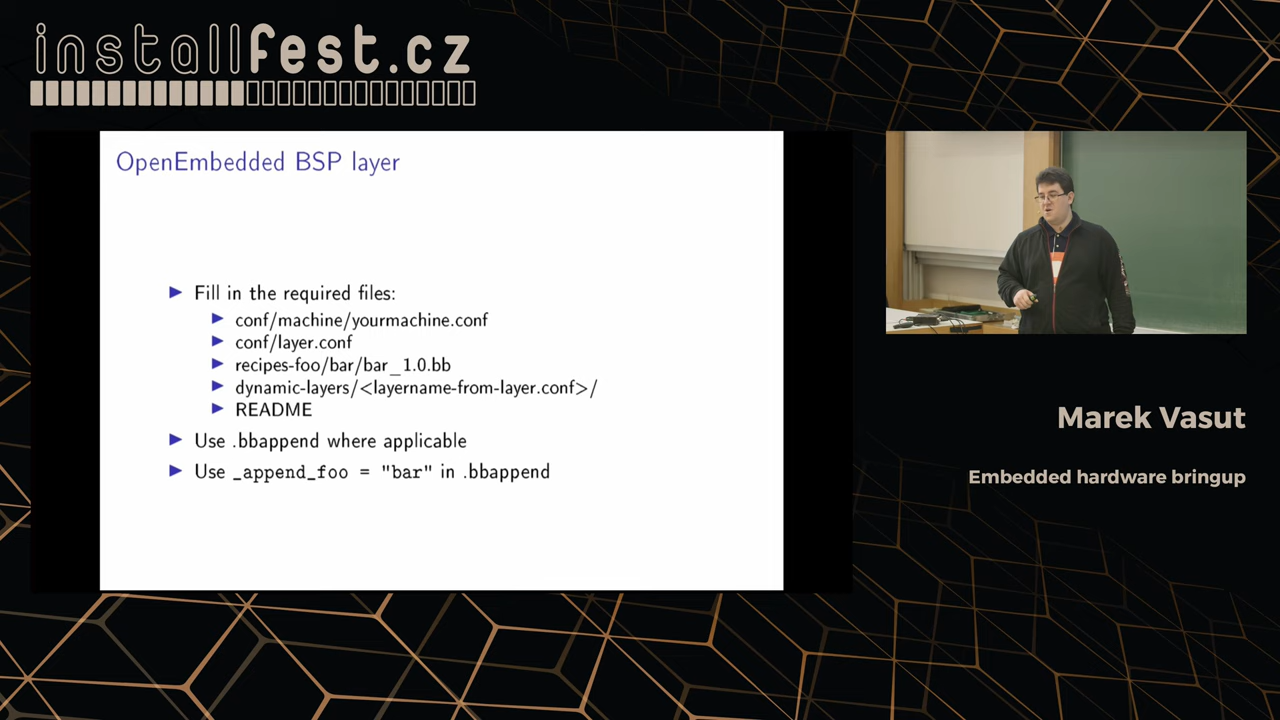 installfest.cz
OpenEmbedded BSP layer
Fill in the required files:
conf/machine/yourmachine.conf
conf/layer.conf
recipes-foo/bar/bar_1.0.bb
dynamic-layers/<layername-from-layer.conf>/
README
Use .bbappend where applicable
Use _append_foo = "bar" in .bbappend
Marek Vasut
Embedded hardware bringup